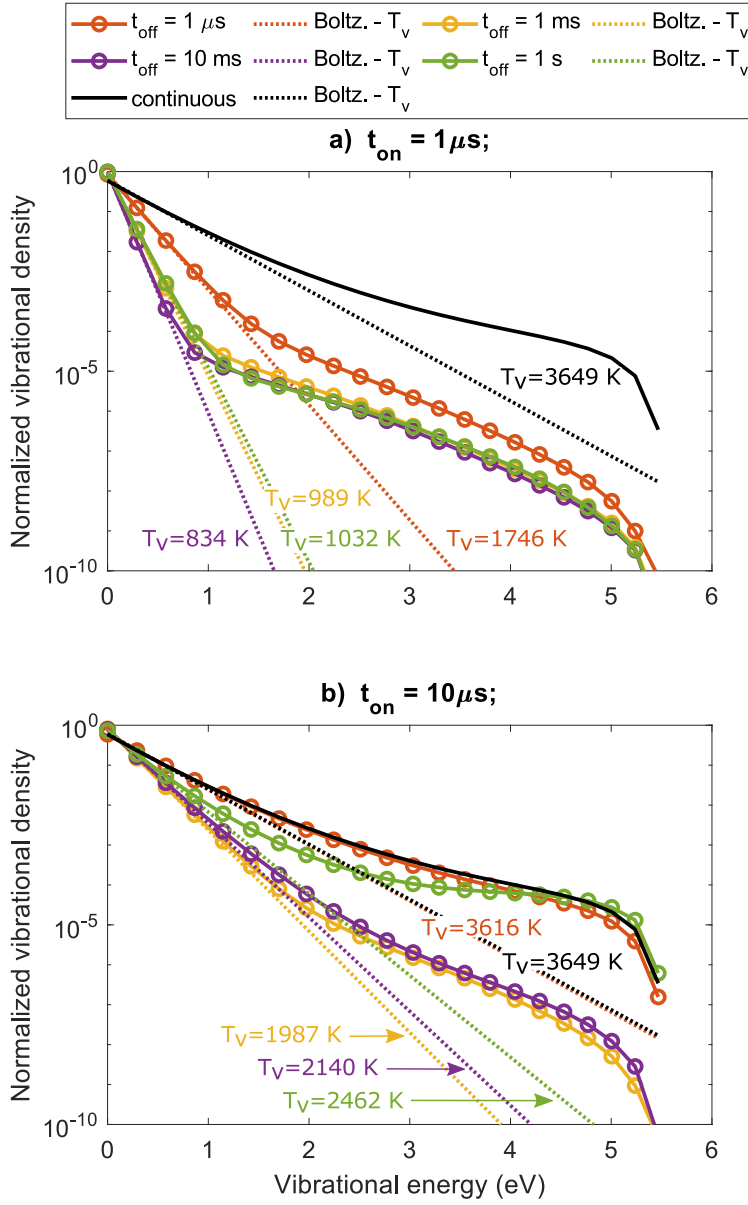 t_off = 1 μs Boltz. - T_v t_off = 1 ms Boltz. - T_v
t_off = 10 ms Boltz. - T_v t_off = 1 s Boltz. - T_v
continuous Boltz. - T_v
a) t_on = 1μs;
Normalized vibrational density
10^0
10^-5
10^-10
T_v=3649 K
T_v=989 K
T_v=834 K
T_v=1032 K
T_v=1746 K
0 1 2 3 4 5 6
b) t_on = 10μs;
Normalized vibrational density
10^0
10^-5
10^-10
T_v=3616 K
T_v=3649 K
T_v=1987 K
T_v=2140 K
T_v=2462 K
0 1 2 3 4 5 6
Vibrational energy (eV)